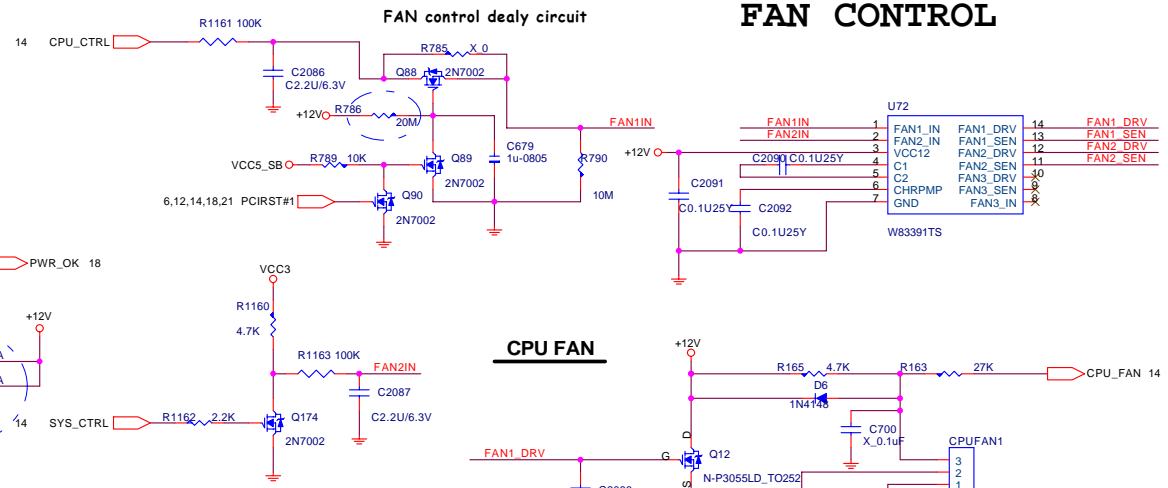 FAN control dealy circuit
FAN CONTROL
14 CPU_CTRL
R1161 100K
C2086
C2.2U/6.3V
R785 X_0
Q88 2N7002
+12V
R786
20M
C679
1u-0805
VCC5_SB
R789 10K
Q89
2N7002
6,12,14,18,21 PCIRST#1
Q90
2N7002
FAN1IN
R790
10M
U72
FAN1IN
FAN2IN
+12V
1 FAN1_IN FAN1_DRV 14 FAN1_DRV
2 FAN2_IN FAN1_SEN 13 FAN1_SEN
3 VCC12 FAN2_DRV 12 FAN2_DRV
4 C1 FAN2_SEN 11 FAN2_SEN
5 C2 FAN3_DRV 10
6 CHRPMP FAN3_SEN 9
7 GND FAN3_IN 8
W83391TS
C2090 C0.1U25Y
C2091
C0.1U25Y
C2092
C0.1U25Y
PWR_OK 18
+12V
VCC3
R1160
4.7K
R1163 100K
FAN2IN
C2087
C2.2U/6.3V
14 SYS_CTRL
R1162 2.2K
Q174
2N7002
CPU FAN
+12V
R165 4.7K
R163 27K
CPU_FAN 14
D6
1N4148
C700
X_0.1uF
CPUFAN1
3
2
1
FAN1_DRV
G
D
S
Q12
N-P3055LD_TO252